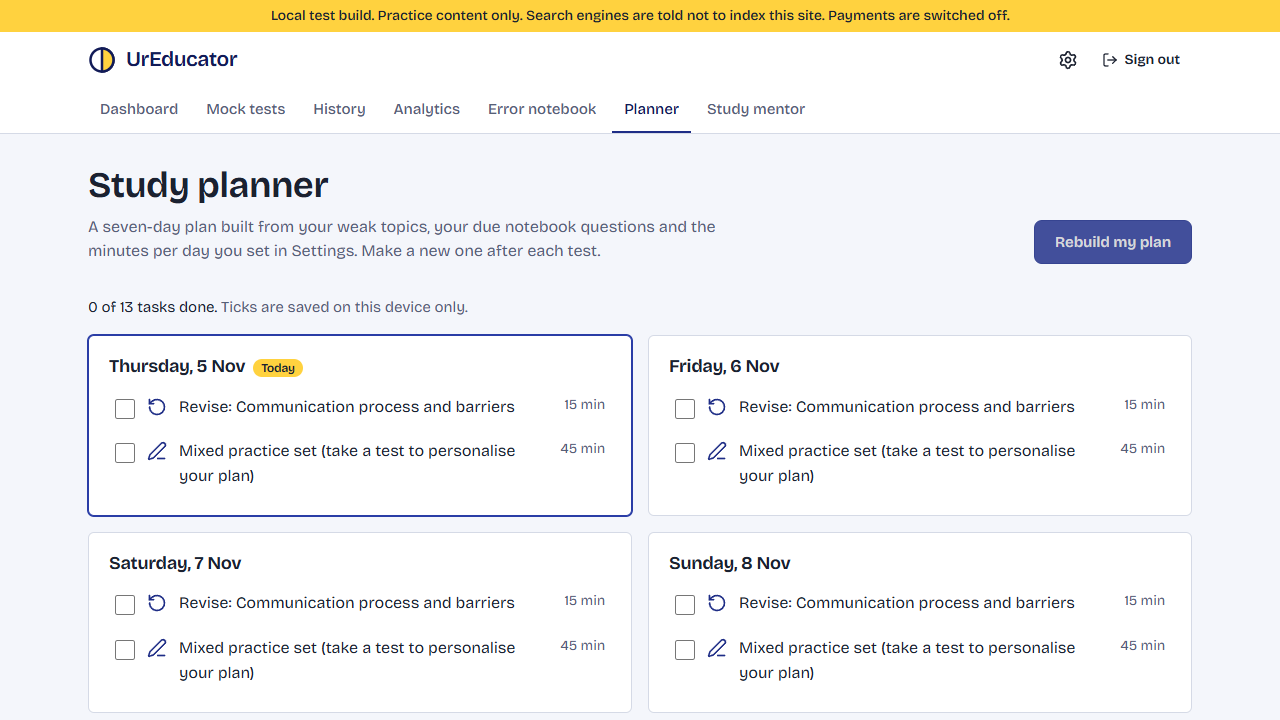 Local test build. Practice content only. Search engines are told not to index this site. Payments are switched off.
UrEducator
Sign out
Dashboard
Mock tests
History
Analytics
Error notebook
Planner
Study mentor
Study planner
A seven-day plan built from your weak topics, your due notebook questions and the
minutes per day you set in Settings. Make a new one after each test.
Rebuild my plan
0 of 13 tasks done. Ticks are saved on this device only.
Thursday, 5 Nov Today
Revise: Communication process and barriers 15 min
Mixed practice set (take a test to personalise 45 min
your plan)
Friday, 6 Nov
Revise: Communication process and barriers 15 min
Mixed practice set (take a test to personalise 45 min
your plan)
Saturday, 7 Nov
Revise: Communication process and barriers 15 min
Mixed practice set (take a test to personalise 45 min
your plan)
Sunday, 8 Nov
Revise: Communication process and barriers 15 min
Mixed practice set (take a test to personalise 45 min
your plan)